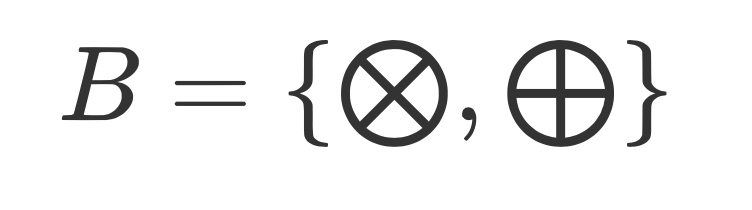 B = {⊗, ⊕}